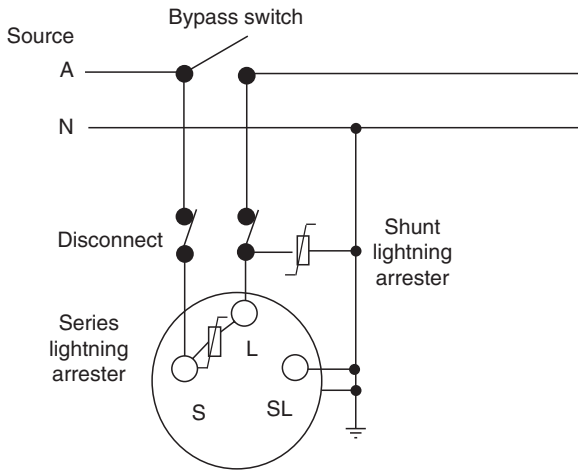 Bypass switch
Source
A
N
Disconnect
Shunt
lightning
arrester
Series
lightning
arrester
L
S
SL